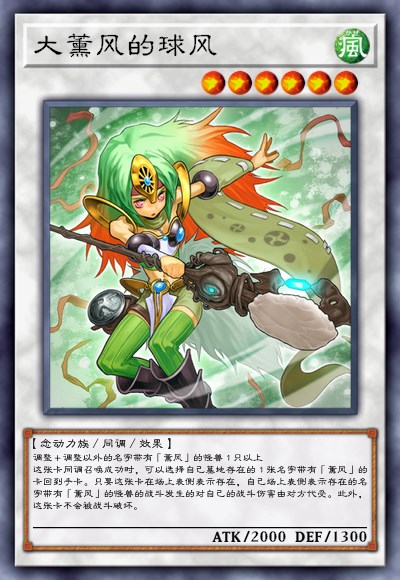 大薰风的球风
風
【念动力族／同调／效果】
调整＋调整以外的名字带有「薰风」的怪兽１只以上
这张卡同调召唤成功时，可以选择自己墓地存在的１张名字带有「薰风」的
卡回到手卡。只要这张卡在场上表侧表示存在，自己场上表侧表示存在的名
字带有「薰风」的怪兽的战斗发生的对自己的战斗伤害由对方代受。此外，
这张卡不会被战斗破坏。
ATK/2000 DEF/1300